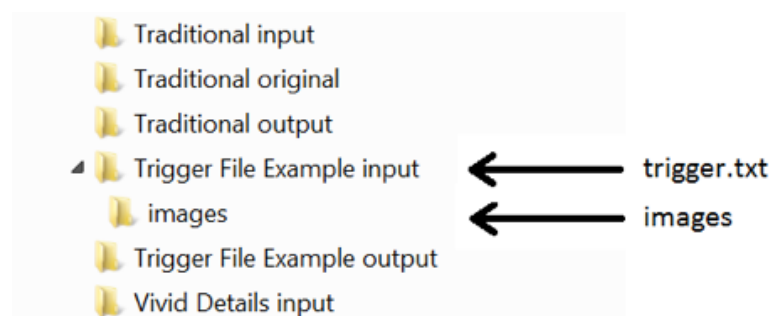 Traditional input
Traditional original
Traditional output
Trigger File Example input trigger.txt
images images
Trigger File Example output
Vivid Details input